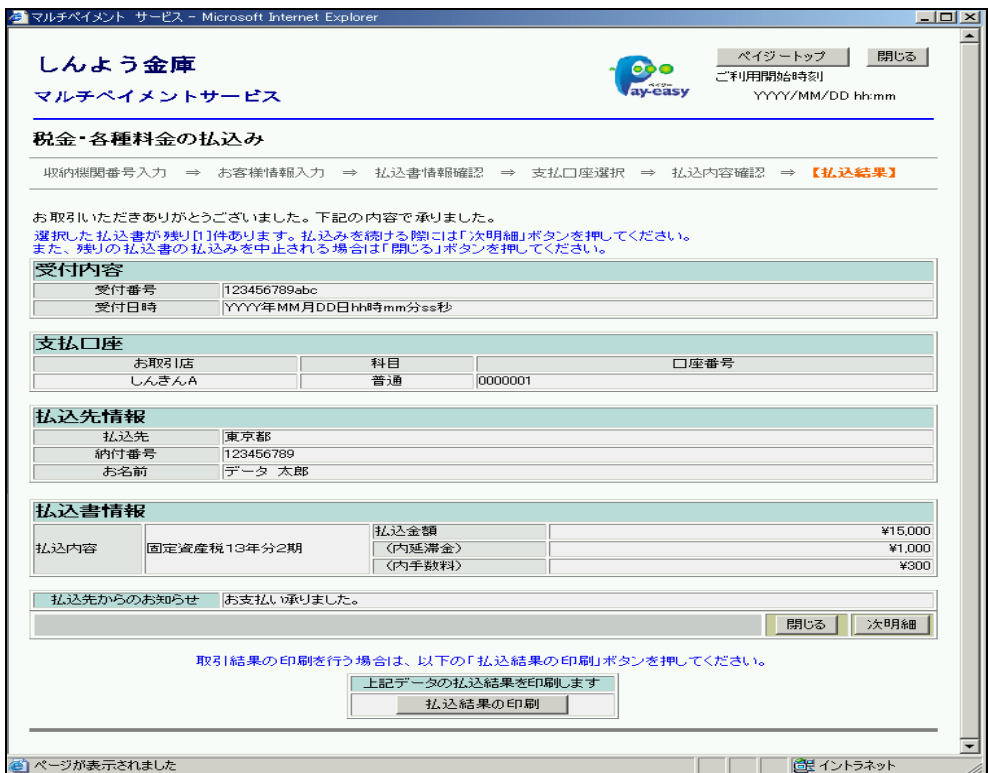 マルチペイメント サービス - Microsoft Internet Explorer
しんよう金庫
マルチペイメントサービス
ペイジー
Pay-easy
ペイジートップ 閉じる
ご利用開始時刻
YYYY/MM/DD hh:mm
税金・各種料金の払込み
収納機関番号入力 ⇒ お客様情報入力 ⇒ 払込書情報確認 ⇒ 支払口座選択 ⇒ 払込内容確認 ⇒ 【払込結果】
お取引いただきありがとうございました。下記の内容で承りました。
選択した払込書が残り[1]件あります。払込みを続ける際には「次明細」ボタンを押してください。
また、残りの払込書の払込みを中止される場合は「閉じる」ボタンを押してください。
受付内容
受付番号 123456789abc
受付日時 YYYY年MM月DD日hh時mm分ss秒
支払口座
お取引店 科目 口座番号
しんきんA 普通 0000001
払込先情報
払込先 東京都
納付番号 123456789
お名前 データ 太郎
払込書情報
払込内容 固定資産税13年分2期 払込金額 ¥15,000
(内延滞金) ¥1,000
(内手数料) ¥300
払込先からのお知らせ お支払い承りました。
閉じる 次明細
取引結果の印刷を行う場合は、以下の「払込結果の印刷」ボタンを押してください。
上記データの払込結果を印刷します
払込結果の印刷
ページが表示されました イントラネット